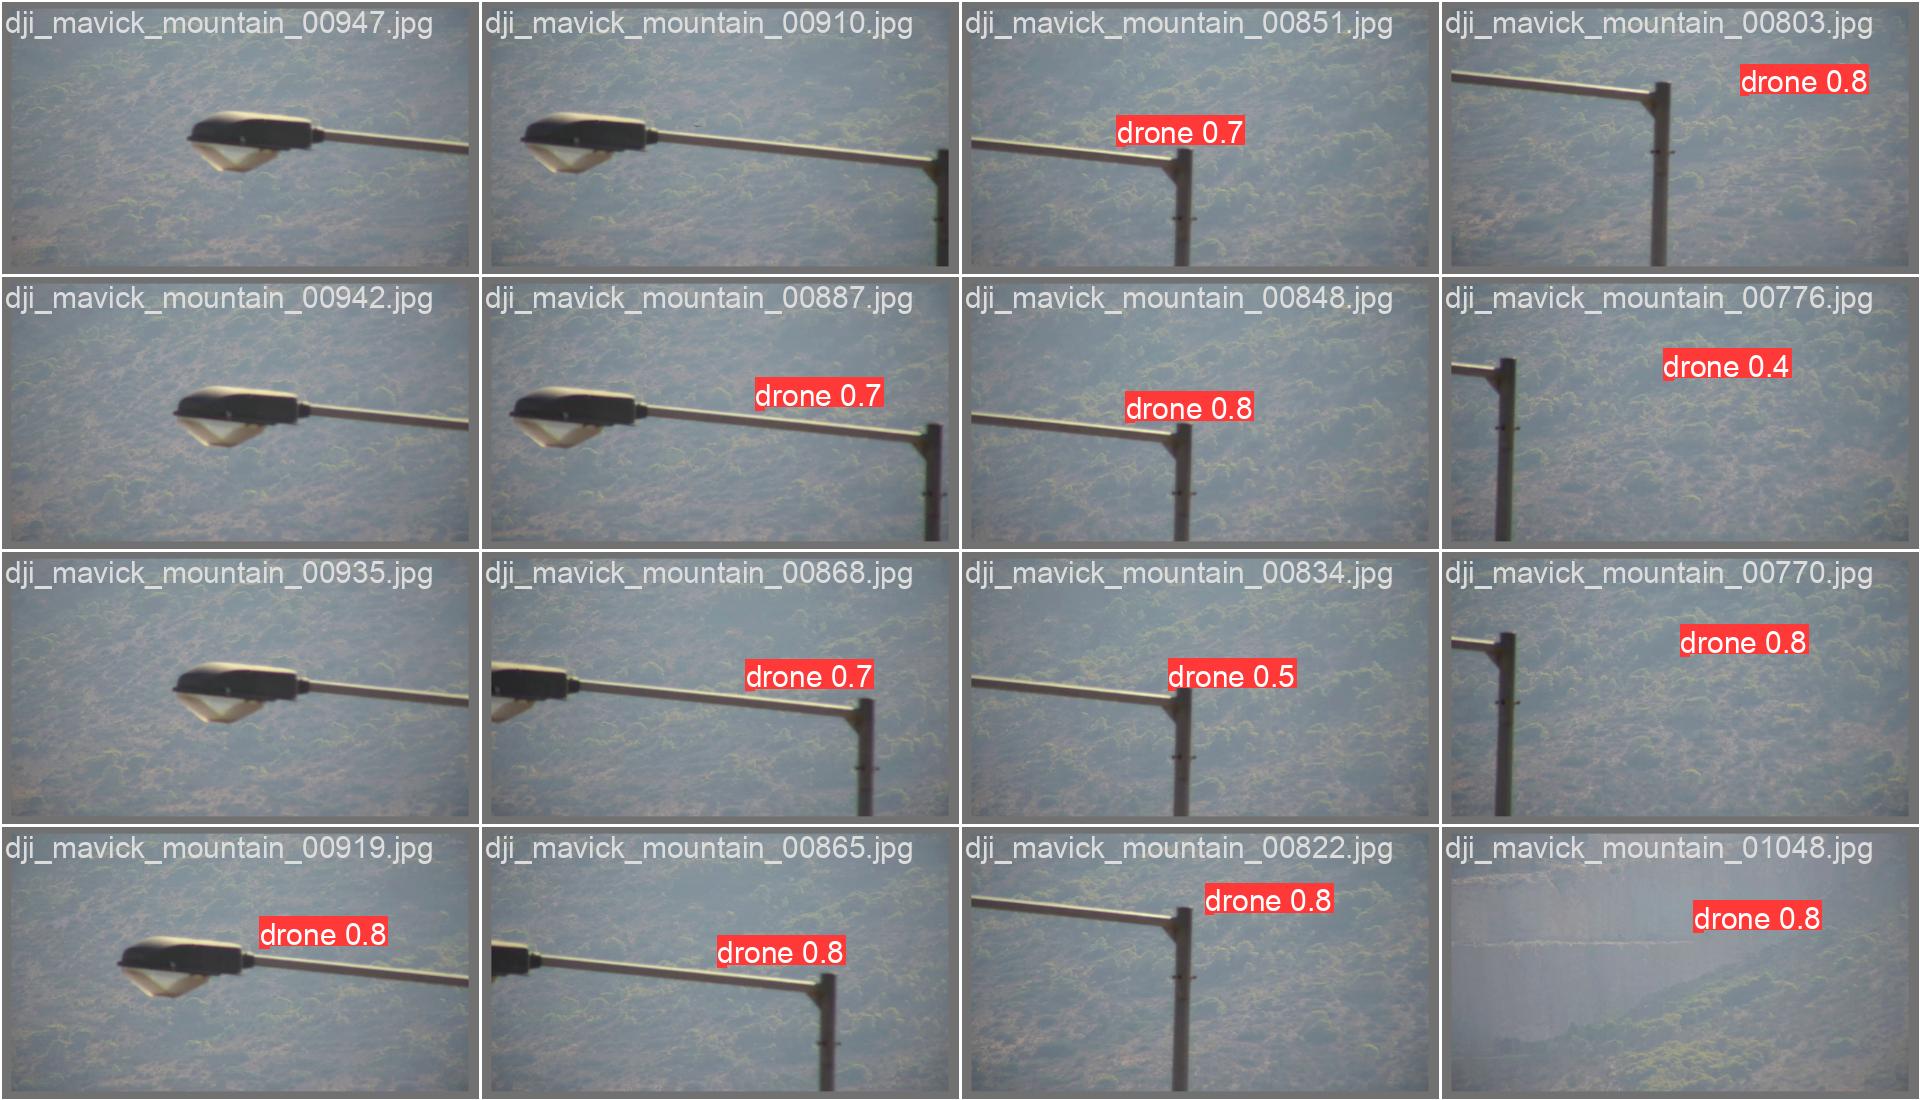 dji_mavick_mountain_00947.jpg
dji_mavick_mountain_00910.jpg
dji_mavick_mountain_00851.jpg
drone 0.7
dji_mavick_mountain_00803.jpg
drone 0.8
dji_mavick_mountain_00942.jpg
dji_mavick_mountain_00887.jpg
drone 0.7
dji_mavick_mountain_00848.jpg
drone 0.8
dji_mavick_mountain_00776.jpg
drone 0.4
dji_mavick_mountain_00935.jpg
dji_mavick_mountain_00868.jpg
drone 0.7
dji_mavick_mountain_00834.jpg
drone 0.5
dji_mavick_mountain_00770.jpg
drone 0.8
dji_mavick_mountain_00919.jpg
drone 0.8
dji_mavick_mountain_00865.jpg
drone 0.8
dji_mavick_mountain_00822.jpg
drone 0.8
dji_mavick_mountain_01048.jpg
drone 0.8